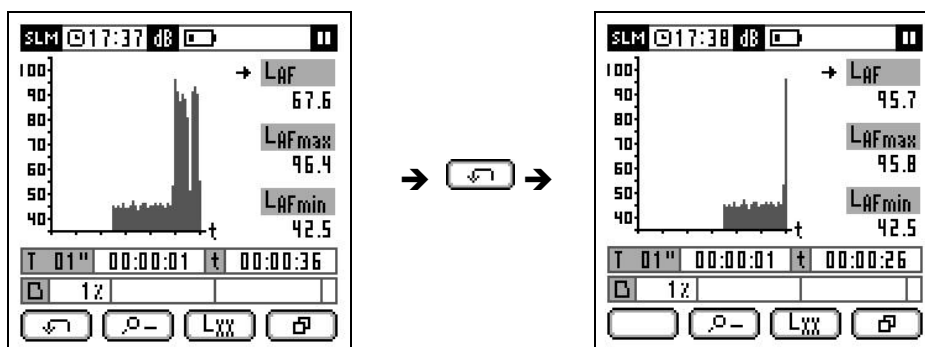 SLM 17:37 dB
100
90
80
70
60
50
40
t
LAF
67.6
LAFmax
96.4
LAFmin
42.5
T 01" 00:00:01 t 00:00:36
1%
LXX
SLM 17:38 dB
100
90
80
70
60
50
40
t
LAF
95.7
LAFmax
95.8
LAFmin
42.5
T 01" 00:00:01 t 00:00:26
1%
LXX